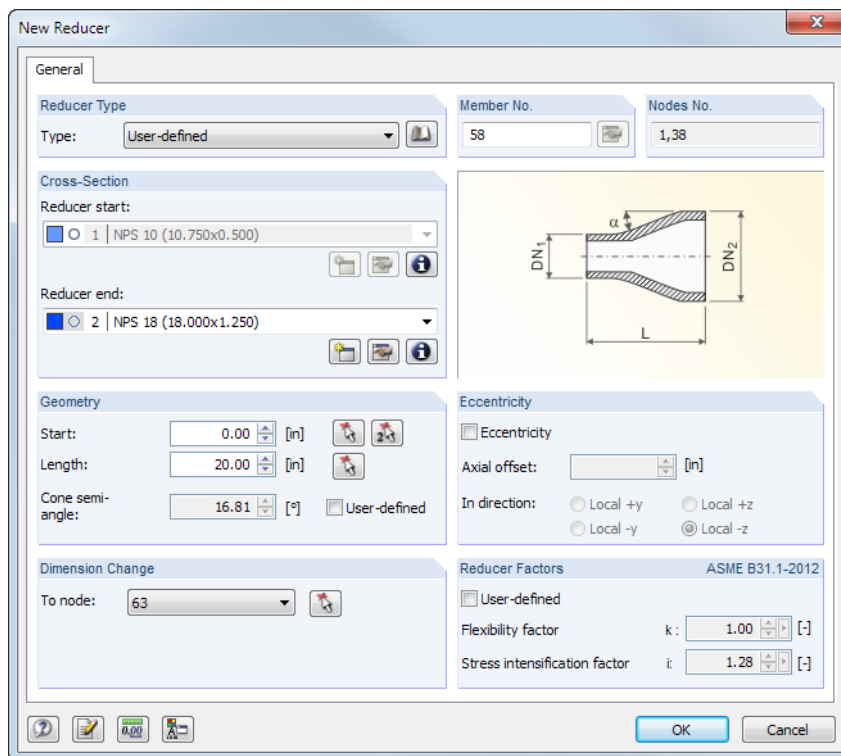 New Reducer
General
Reducer Type
Type: User-defined
Member No.
58
Nodes No.
1,38
Cross-Section
Reducer start:
1 NPS 10 (10.750x0.500)
Reducer end:
2 NPS 18 (18.000x1.250)
α
DN1
DN2
L
Geometry
Start: 0.00 [in]
Length: 20.00 [in]
Cone semi-
angle: 16.81 [°] User-defined
Eccentricity
Eccentricity
Axial offset: [in]
In direction: Local +y Local +z
Local -y Local -z
Dimension Change
To node: 63
Reducer Factors ASME B31.1-2012
User-defined
Flexibility factor k : 1.00 [-]
Stress intensification factor i: 1.28 [-]
0.00
OK Cancel